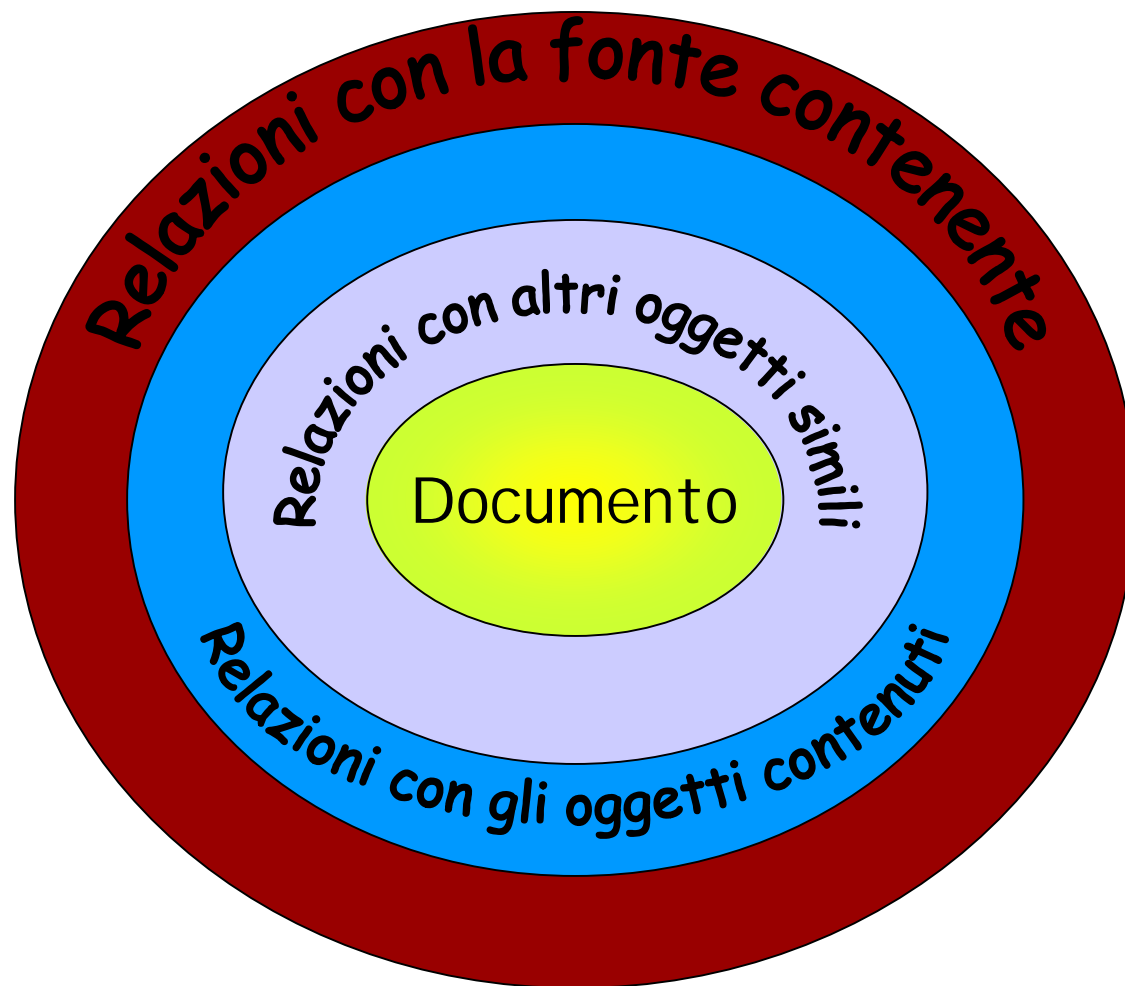 Relazioni con la fonte contenente
Relazioni con altri oggetti simili
Documento
Relazioni con gli oggetti contenuti